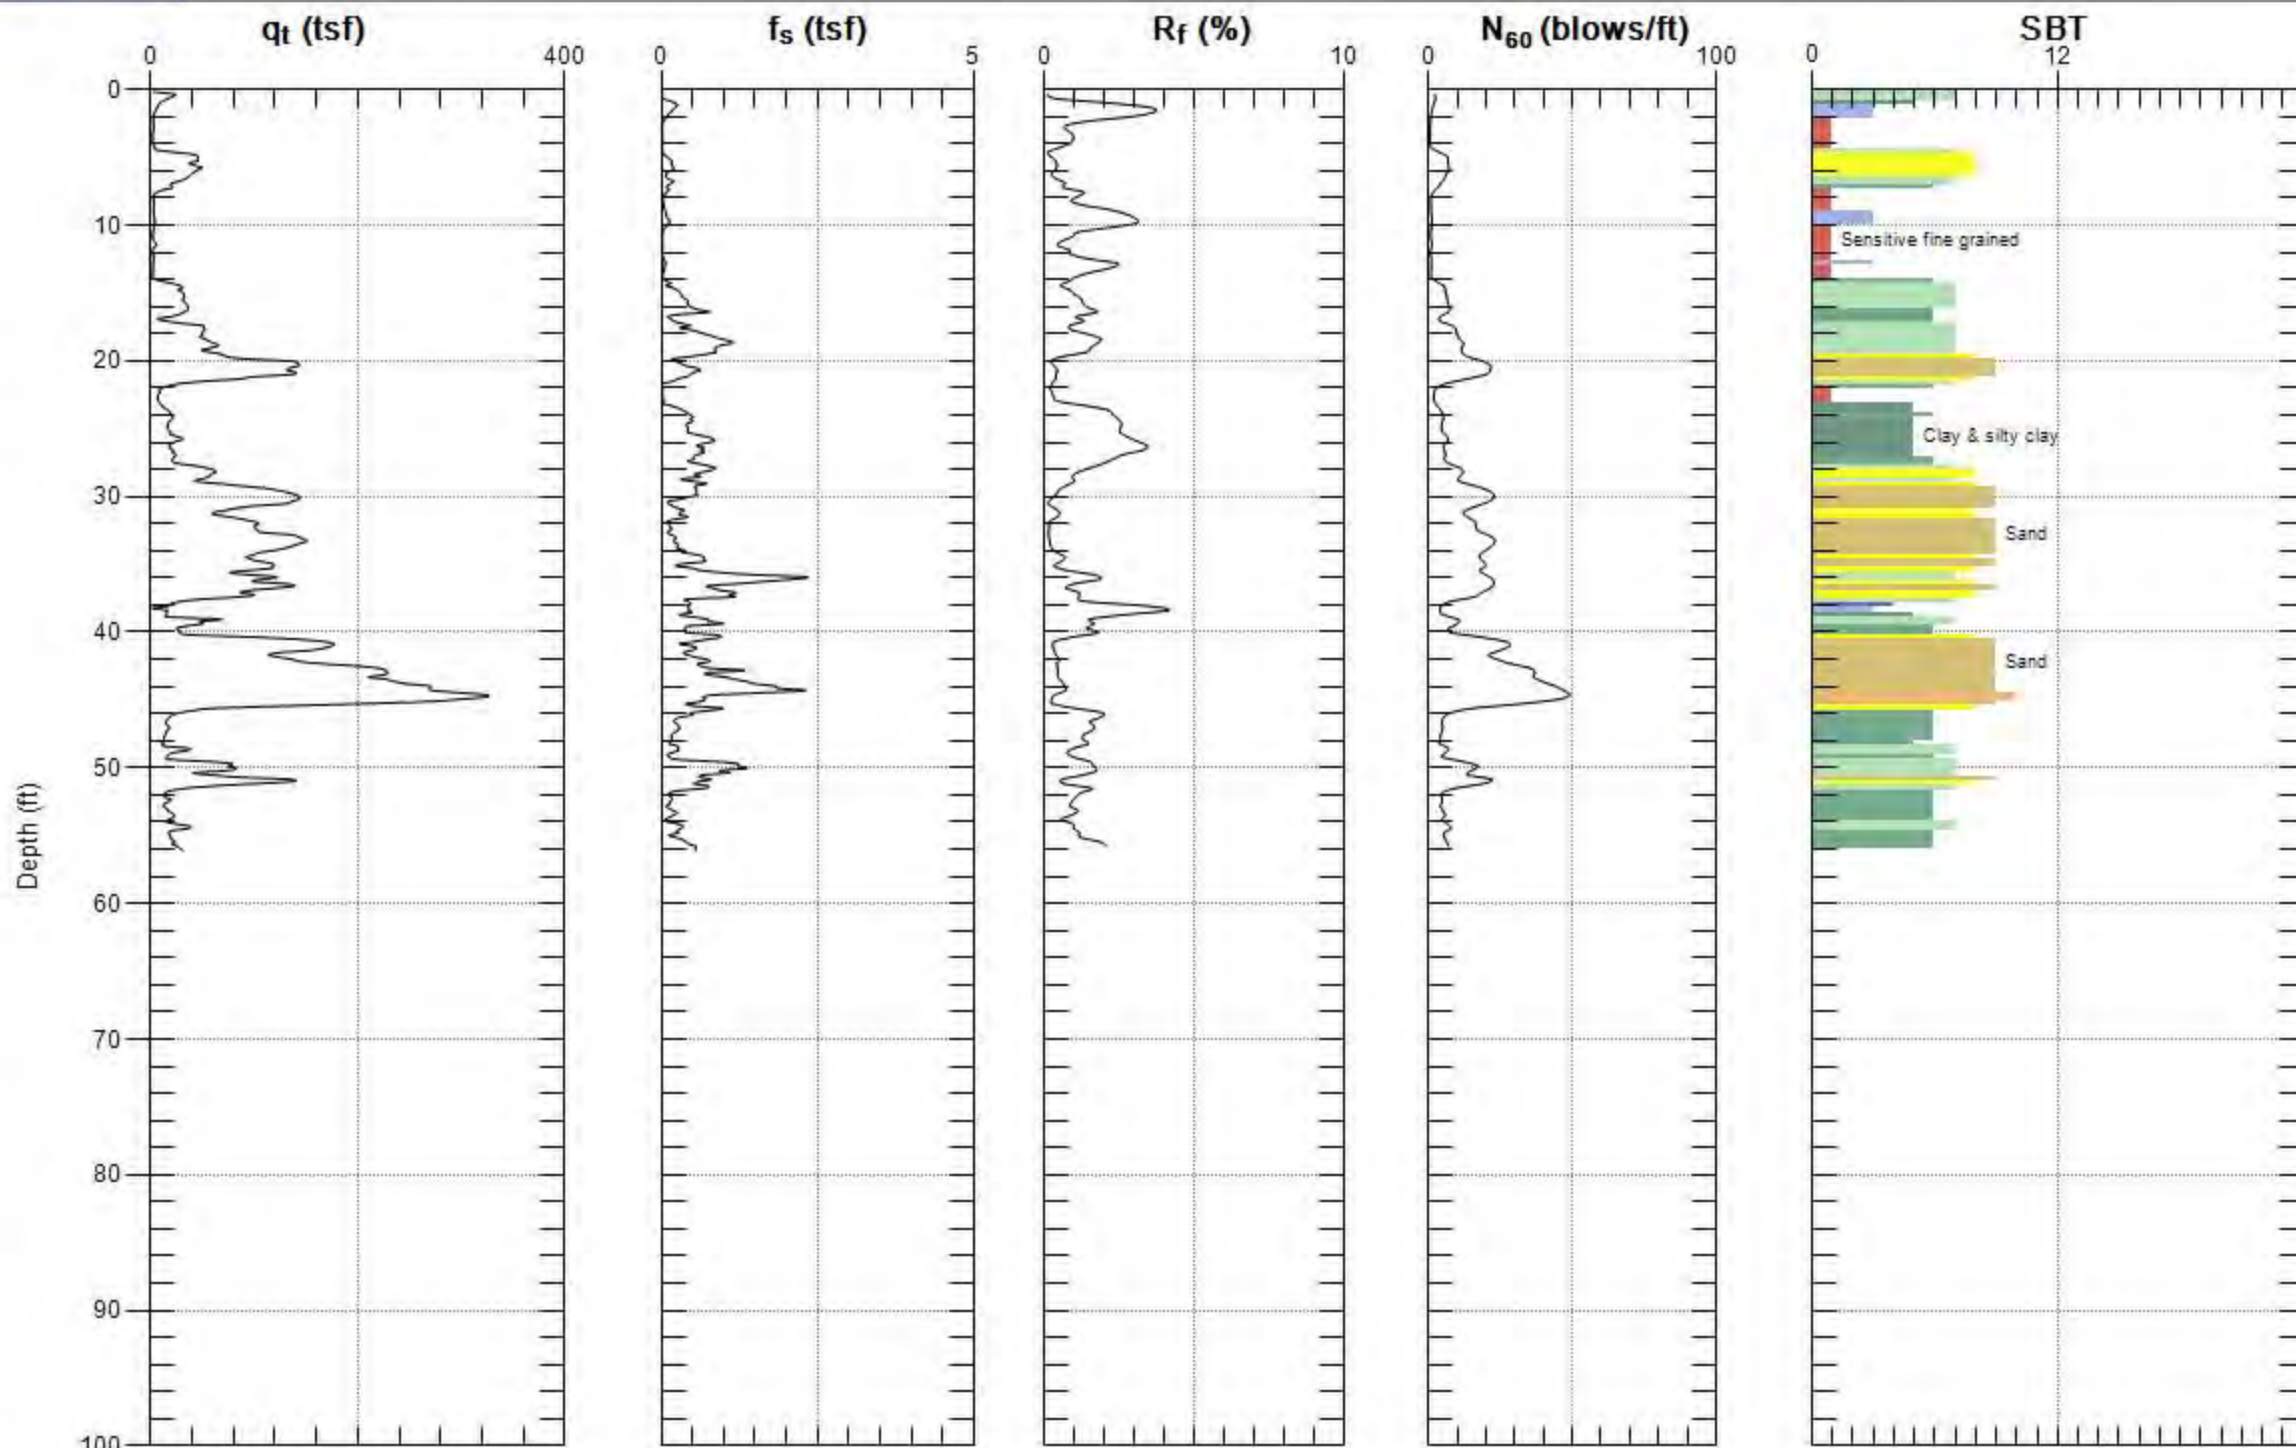 qt (tsf) fs (tsf) Rf (%) N60 (blows/ft) SBT
0 400 0 5 0 10 0 100 0 12
0
10
Sensitive fine grained
20
Clay & silty clay
30
Sand
40
Sand
50
Depth (ft)
60
70
80
90
100